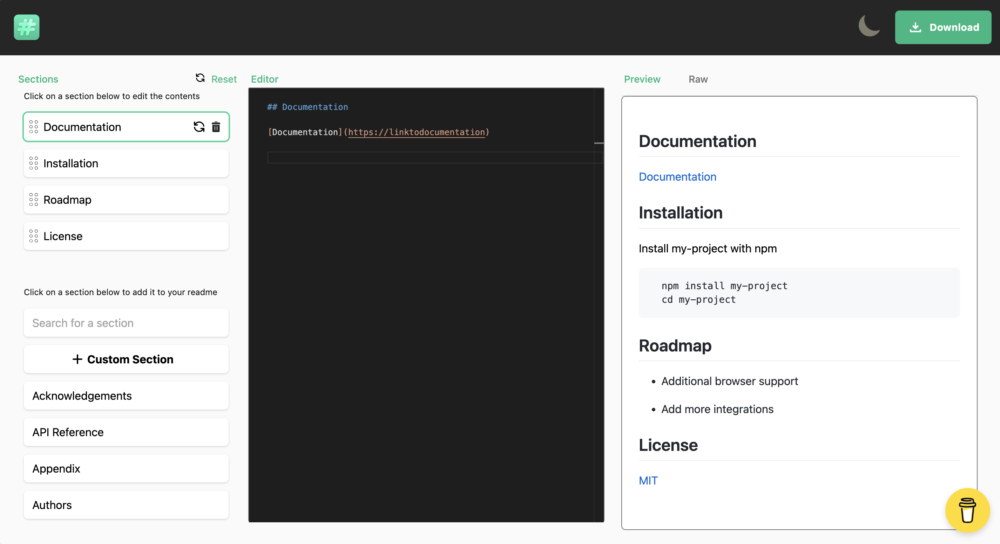 #
Download
Sections
Reset
Click on a section below to edit the contents
Documentation
Installation
Roadmap
License
Click on a section below to add it to your readme
Search for a section
+ Custom Section
Acknowledgements
API Reference
Appendix
Authors
Editor
## Documentation
[Documentation](https://linktodocumentation)
Preview
Raw
Documentation
Documentation
Installation
Install my-project with npm
npm install my-project
cd my-project
Roadmap
• Additional browser support
• Add more integrations
License
MIT